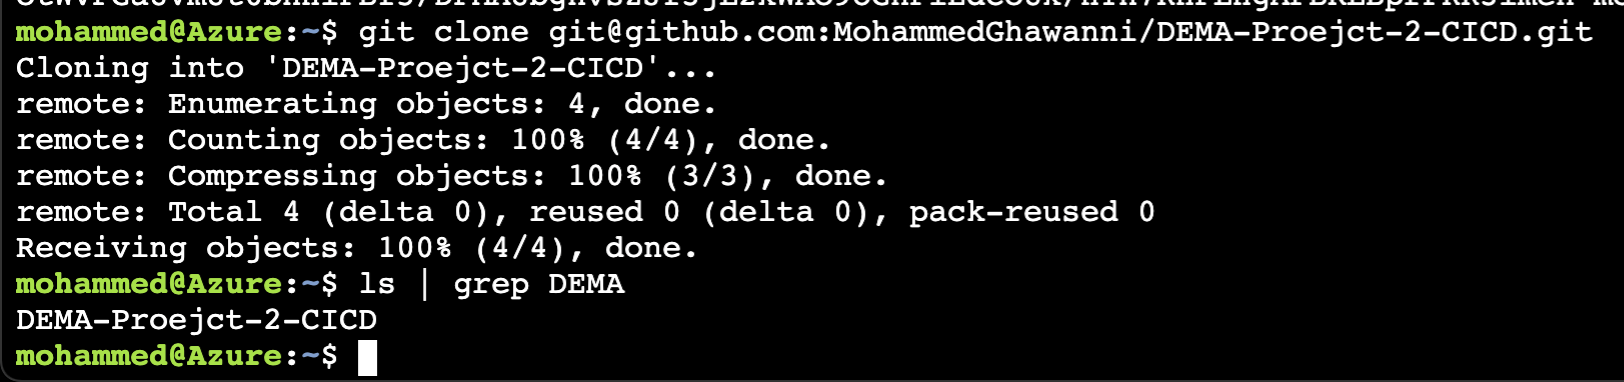 mohammed@Azure:~$ git clone git@github.com:MohammedGhawanni/DEMA-Proejct-2-CICD.git
Cloning into 'DEMA-Proejct-2-CICD'...
remote: Enumerating objects: 4, done.
remote: Counting objects: 100% (4/4), done.
remote: Compressing objects: 100% (3/3), done.
remote: Total 4 (delta 0), reused 0 (delta 0), pack-reused 0
Receiving objects: 100% (4/4), done.
mohammed@Azure:~$ ls | grep DEMA
DEMA-Proejct-2-CICD
mohammed@Azure:~$